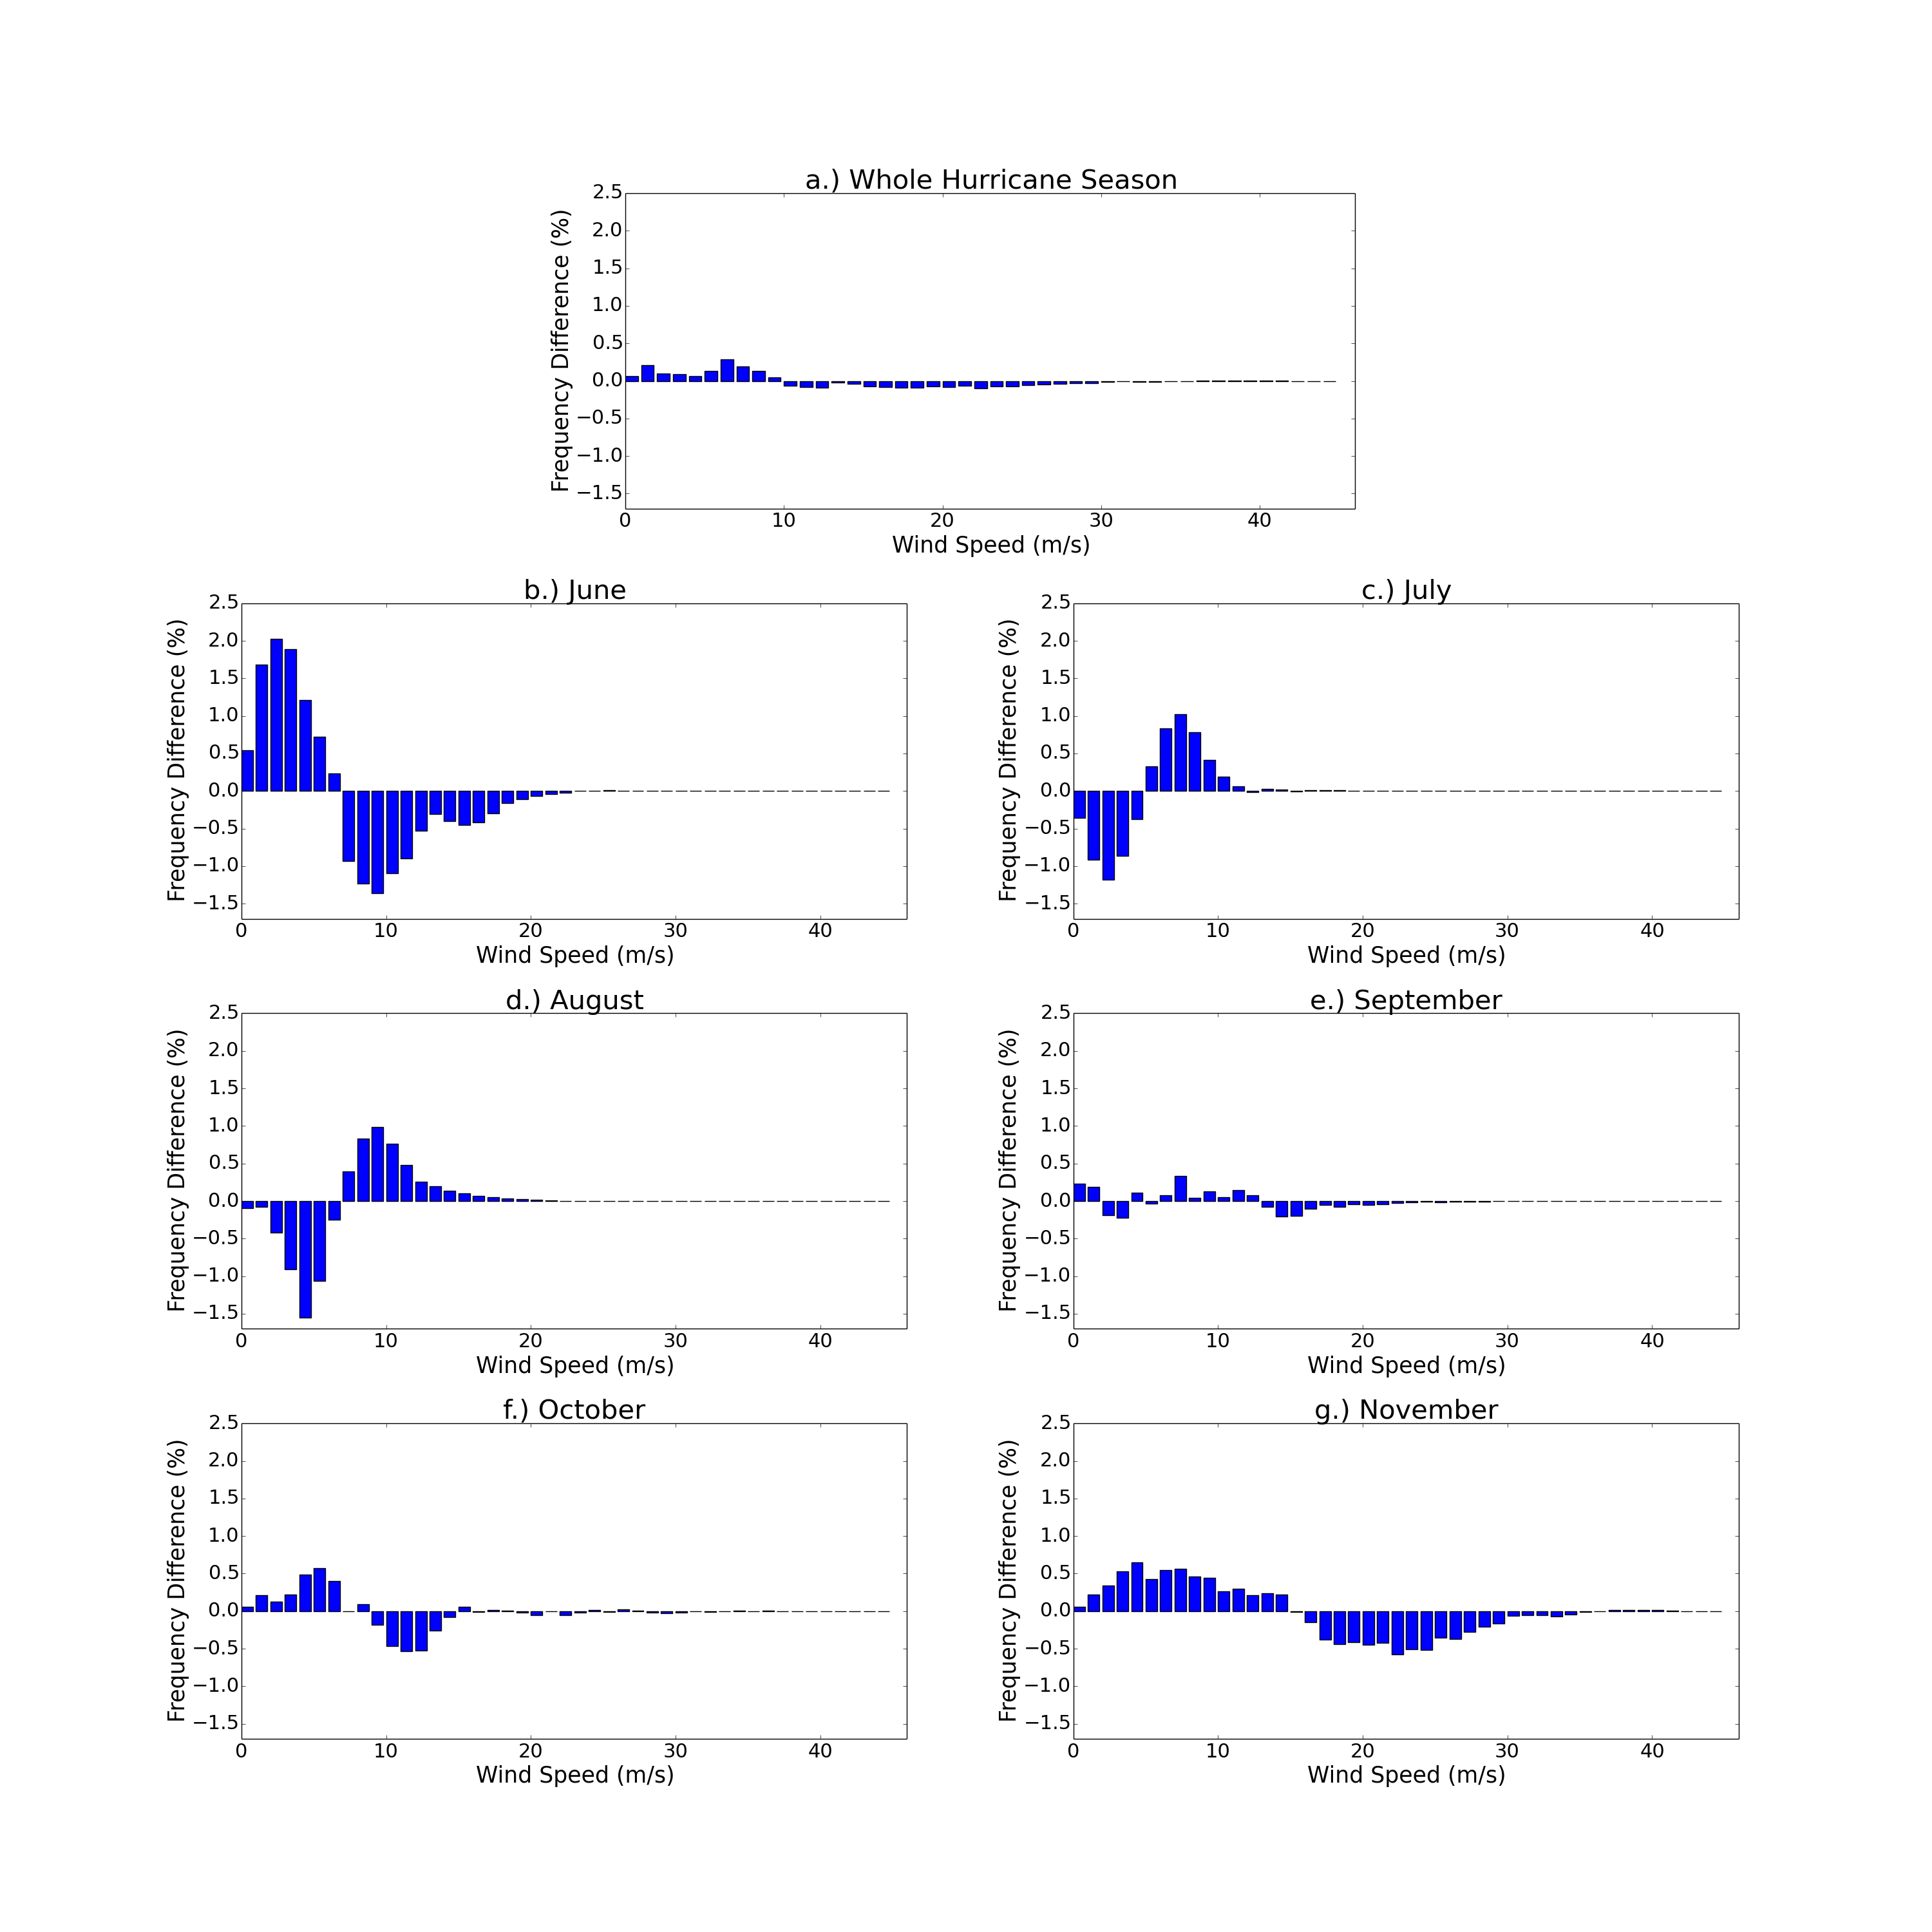 a.) Whole Hurricane Season
Frequency Difference (%)
2.5
2.0
1.5
1.0
0.5
0.0
−0.5
−1.0
−1.5
0 10 20 30 40
Wind Speed (m/s)
b.) June
Frequency Difference (%)
2.5
2.0
1.5
1.0
0.5
0.0
−0.5
−1.0
−1.5
0 10 20 30 40
Wind Speed (m/s)
c.) July
Frequency Difference (%)
2.5
2.0
1.5
1.0
0.5
0.0
−0.5
−1.0
−1.5
0 10 20 30 40
Wind Speed (m/s)
d.) August
Frequency Difference (%)
2.5
2.0
1.5
1.0
0.5
0.0
−0.5
−1.0
−1.5
0 10 20 30 40
Wind Speed (m/s)
e.) September
Frequency Difference (%)
2.5
2.0
1.5
1.0
0.5
0.0
−0.5
−1.0
−1.5
0 10 20 30 40
Wind Speed (m/s)
f.) October
Frequency Difference (%)
2.5
2.0
1.5
1.0
0.5
0.0
−0.5
−1.0
−1.5
0 10 20 30 40
Wind Speed (m/s)
g.) November
Frequency Difference (%)
2.5
2.0
1.5
1.0
0.5
0.0
−0.5
−1.0
−1.5
0 10 20 30 40
Wind Speed (m/s)